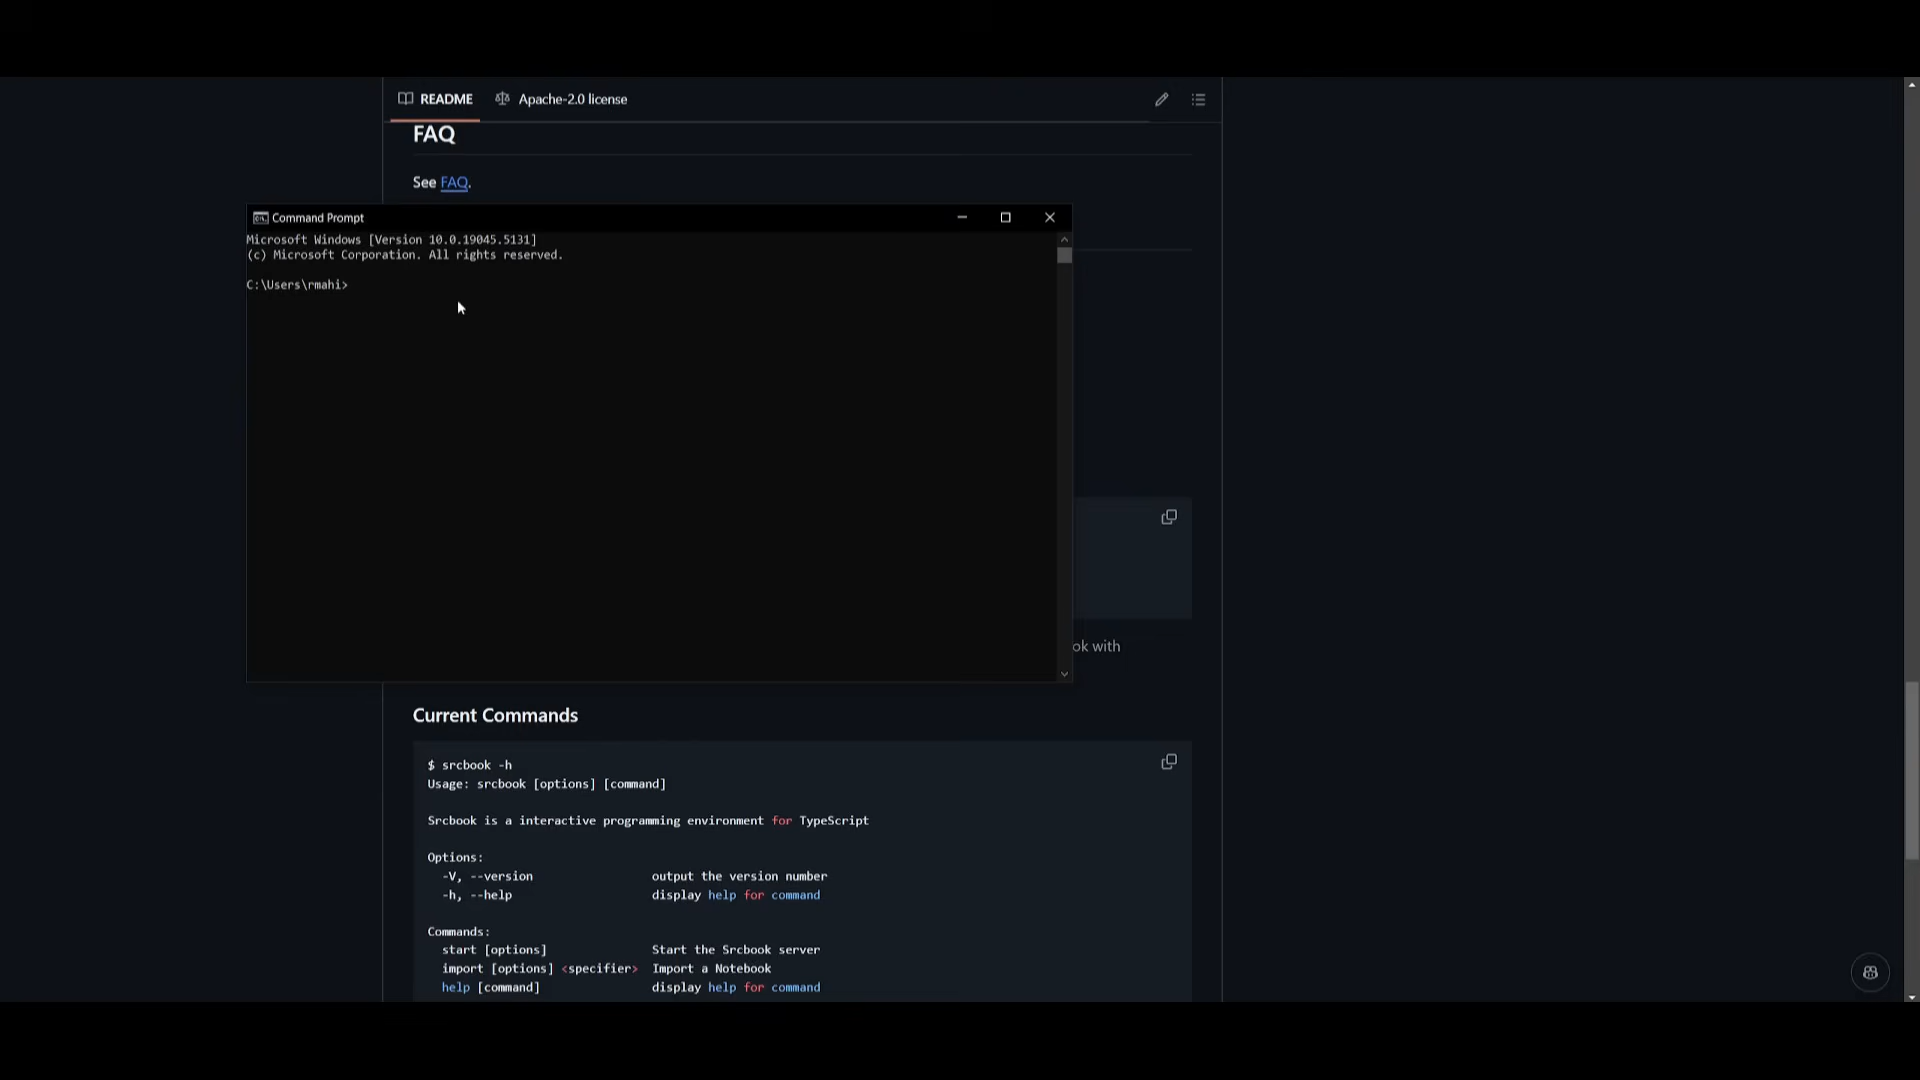 README Apache-2.0 license
FAQ
See FAQ.
Command Prompt
Microsoft Windows [Version 10.0.19045.5131]
(c) Microsoft Corporation. All rights reserved.
C:\Users\rmahi>
ok with
Current Commands
$ srcbook -h
Usage: srcbook [options] [command]
Srcbook is a interactive programming environment for TypeScript
Options:
-V, --version output the version number
-h, --help display help for command
Commands:
start [options] Start the Srcbook server
import [options] <specifier> Import a Notebook
help [command] display help for command